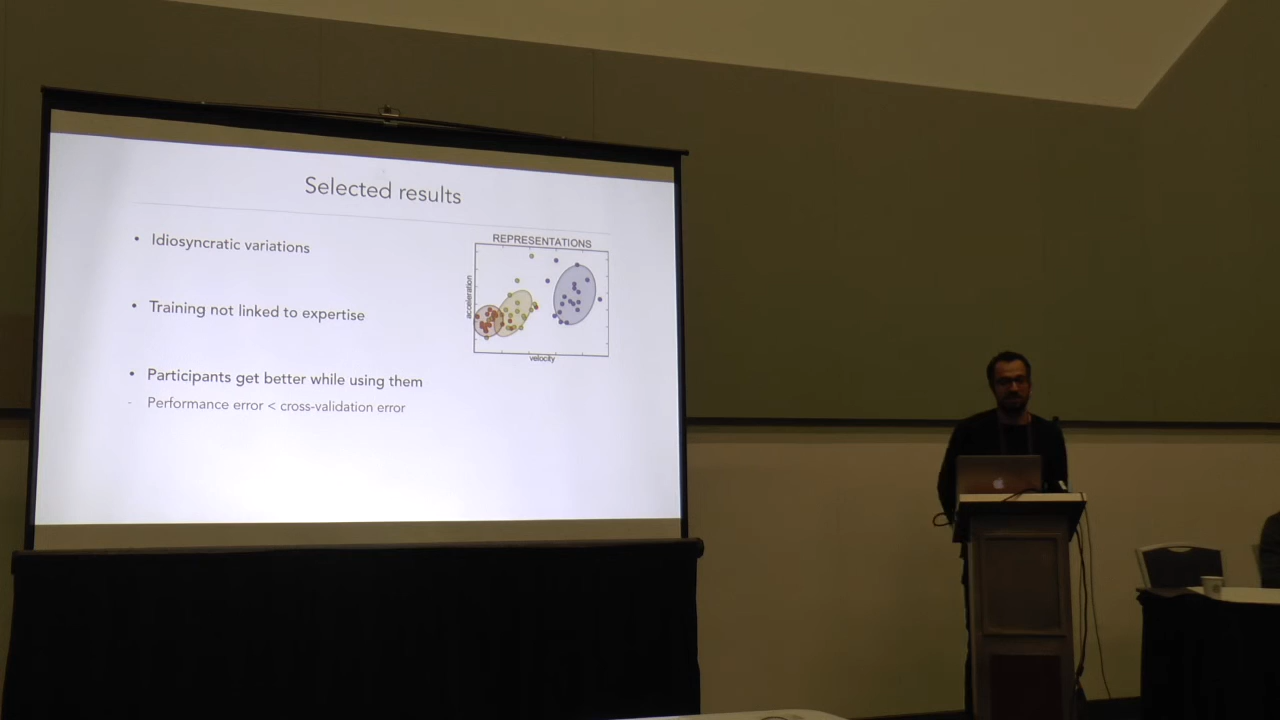 Selected results
• Idiosyncratic variations
• Training not linked to expertise
• Participants get better while using them
- Performance error < cross-validation error
REPRESENTATIONS
acceleration
velocity